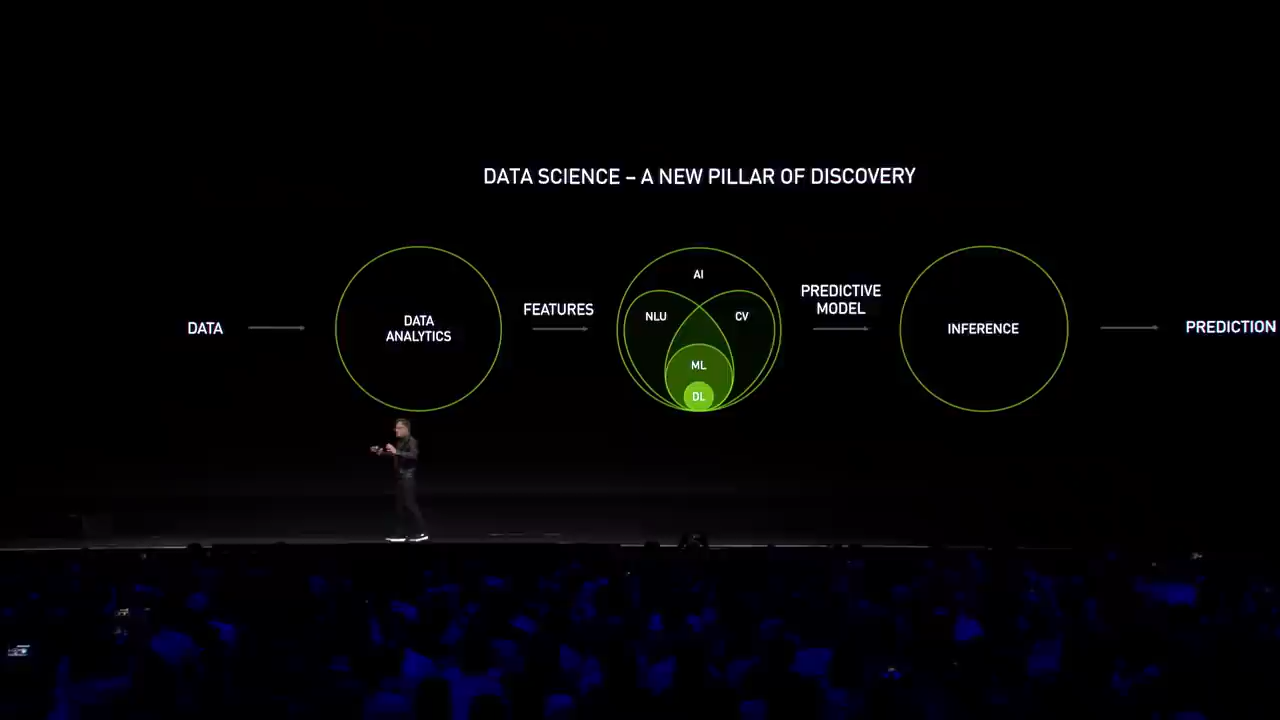 DATA SCIENCE – A NEW PILLAR OF DISCOVERY
DATA
DATA
ANALYTICS
FEATURES
AI
NLU
CV
ML
DL
PREDICTIVE
MODEL
INFERENCE
PREDICTION